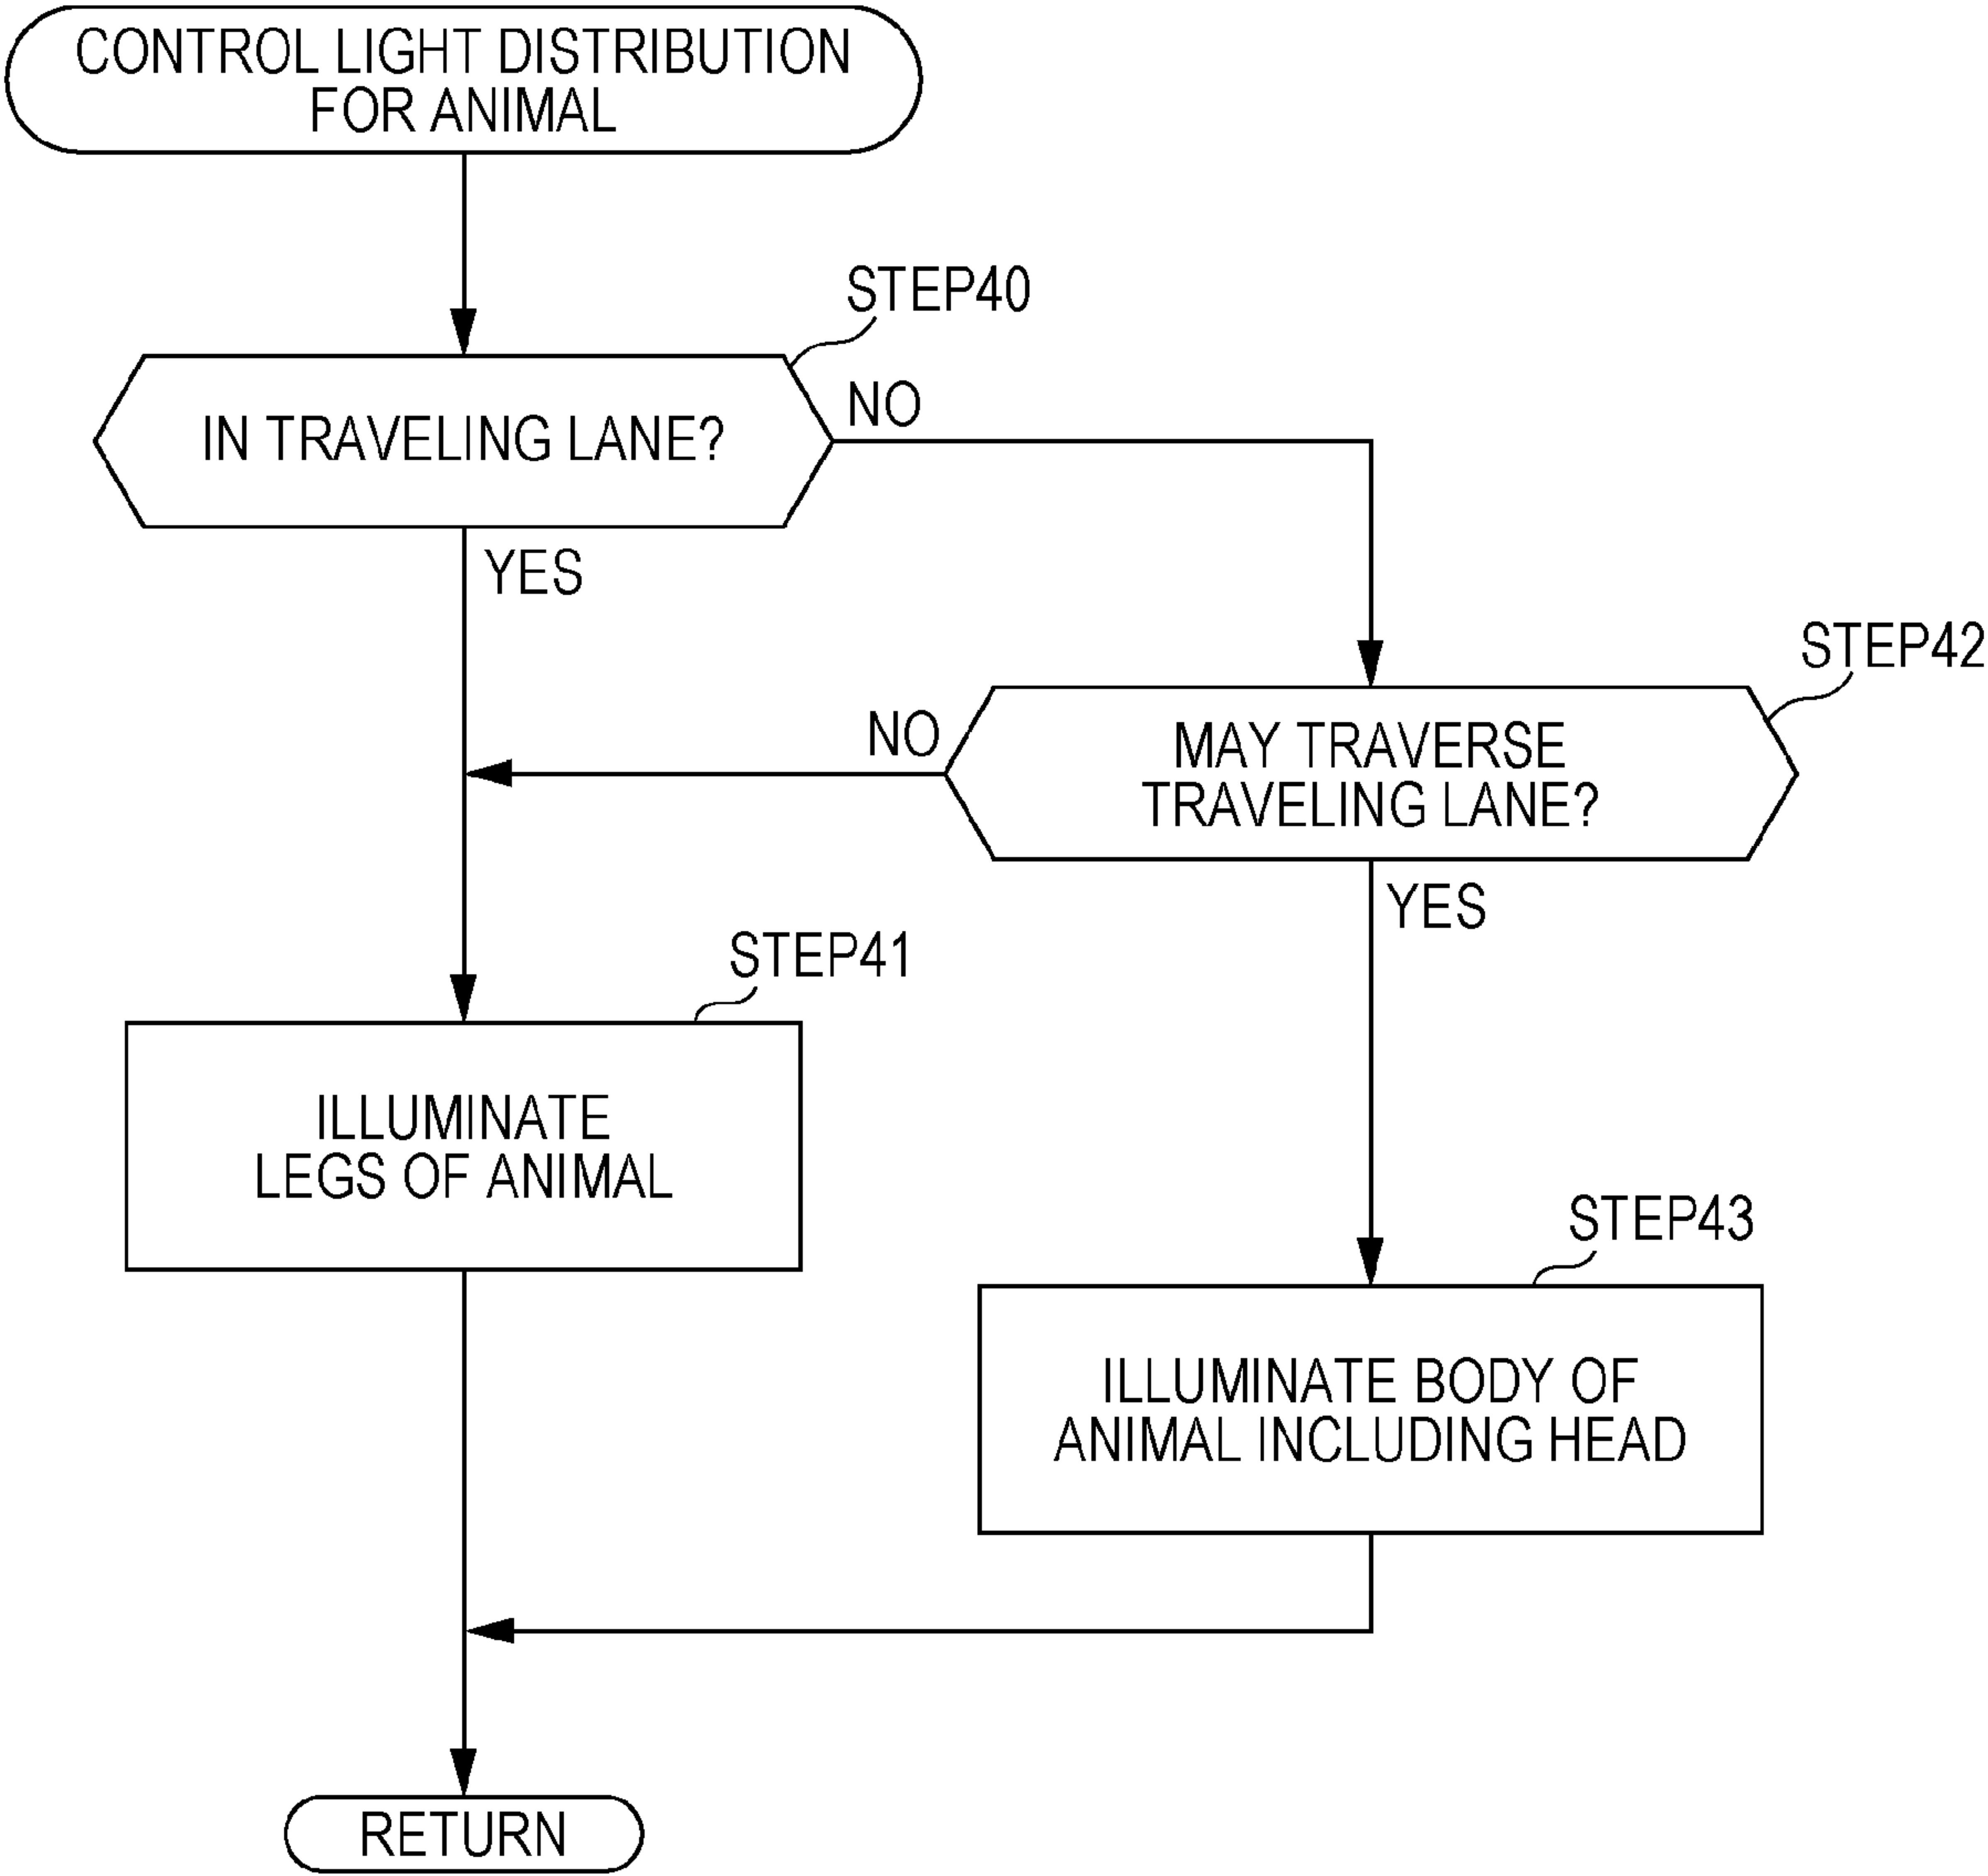 CONTROL LIGHT DISTRIBUTION
FOR ANIMAL
STEP40
IN TRAVELING LANE?
NO
YES
STEP42
NO
MAY TRAVERSE
TRAVELING LANE?
YES
STEP41
ILLUMINATE
LEGS OF ANIMAL
STEP43
ILLUMINATE BODY OF
ANIMAL INCLUDING HEAD
RETURN